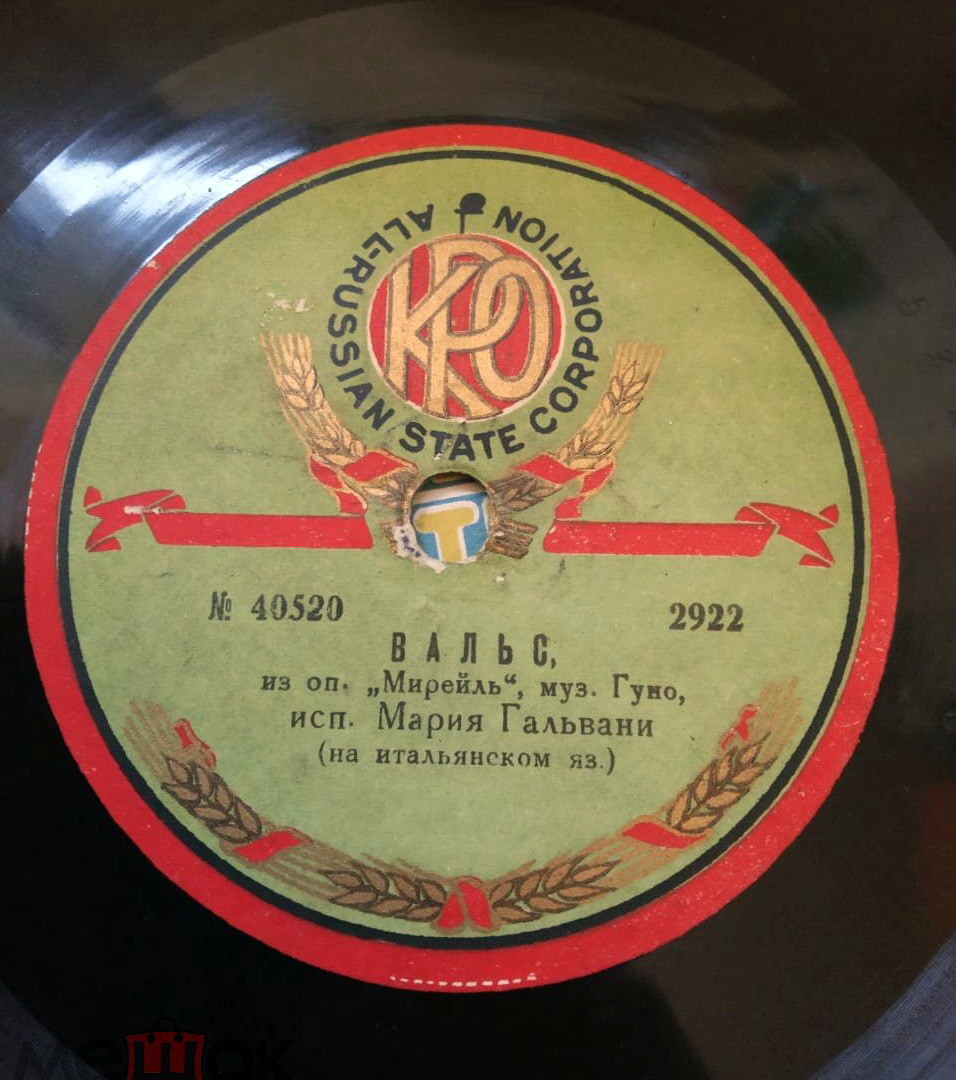 ALL-RUSSIAN STATE CORPORATION
КРО
Т
№ 40520
2922
ВАЛЬС,
из оп. „Мирейль“, муз. Гуно,
исп. Мария Гальвани
(на итальянском яз.)
мешок